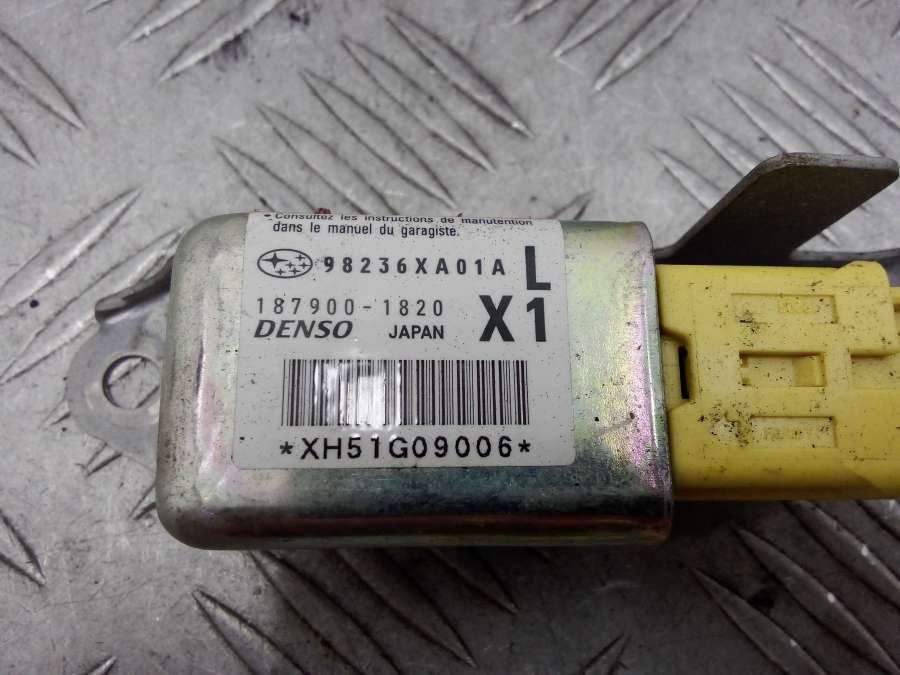 • Consultez les instructions de manutention
dans le manuel du garagiste.
98236XA01A L
187900-1820 X1
DENSO JAPAN
*XH51G09006*